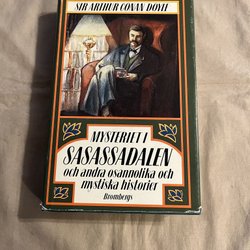 SIR ARTHUR CONAN DOYLE
MYSTERIET I
SASASSADALEN
och andra osannolika och
mystiska historier
Brombergs